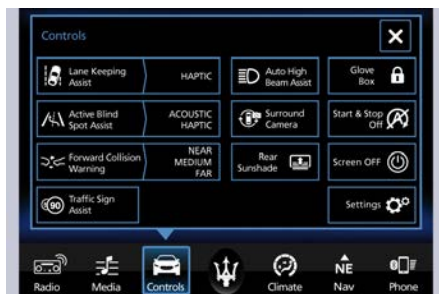 Controls
Lane Keeping
Assist
HAPTIC
Auto High
Beam Assist
Glove
Box
Active Blind
Spot Assist
ACOUSTIC
HAPTIC
Surround
Camera
Start & Stop
Off
Forward Collision
Warning
NEAR
MEDIUM
FAR
Rear
Sunshade
Screen OFF
90
Traffic Sign
Assist
Settings
NE
Radio
Media
Controls
Climate
Nav
Phone